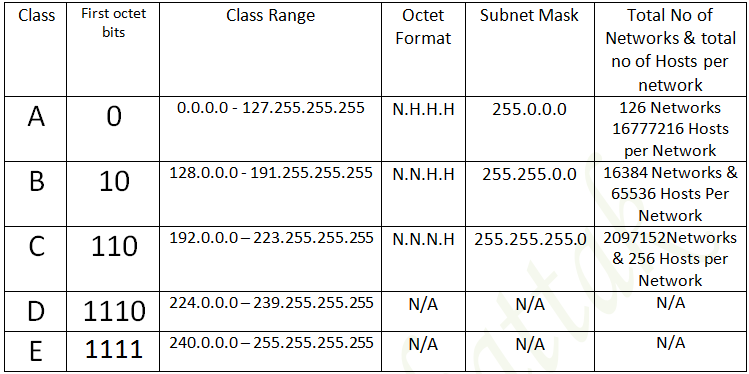 Class First octet bits Class Range Octet Format Subnet Mask Total No of Networks & total no of Hosts per network
A 0 0.0.0.0 - 127.255.255.255 N.H.H.H 255.0.0.0 126 Networks 16777216 Hosts per Network
B 10 128.0.0.0 - 191.255.255.255 N.N.H.H 255.255.0.0 16384 Networks & 65536 Hosts Per Network
C 110 192.0.0.0 – 223.255.255.255 N.N.N.H 255.255.255.0 2097152Networks & 256 Hosts per Network
D 1110 224.0.0.0 – 239.255.255.255 N/A N/A N/A
E 1111 240.0.0.0 – 255.255.255.255 N/A N/A N/A